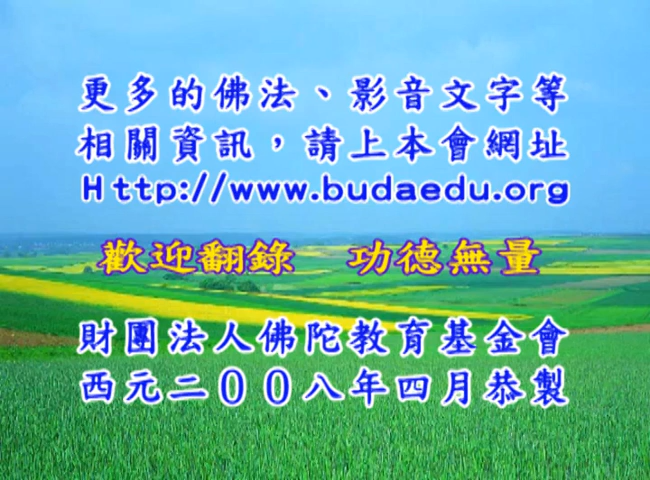 更多的佛法、影音文字等
相關資訊，請上本會網址
Http://www.budaedu.org
歡迎翻錄　功德無量
財團法人佛陀教育基金會
西元二００八年四月恭製